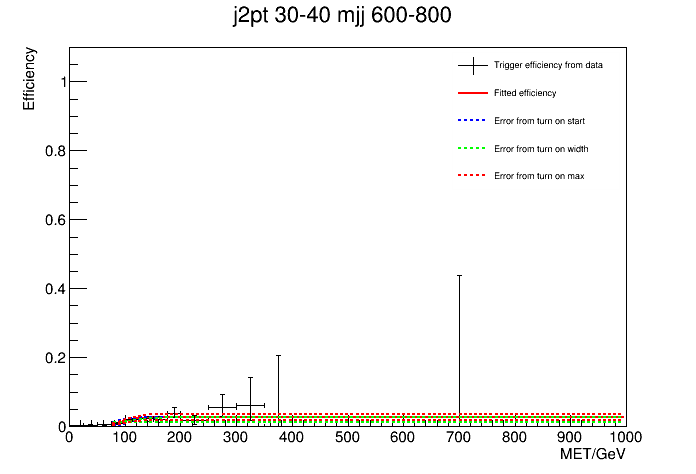 j2pt 30-40 mjj 600-800
Efficiency
Trigger efficiency from data
Fitted efficiency
Error from turn on start
Error from turn on width
Error from turn on max
1
0.8
0.6
0.4
0.2
0
0 100 200 300 400 500 600 700 800 900 1000
MET/GeV